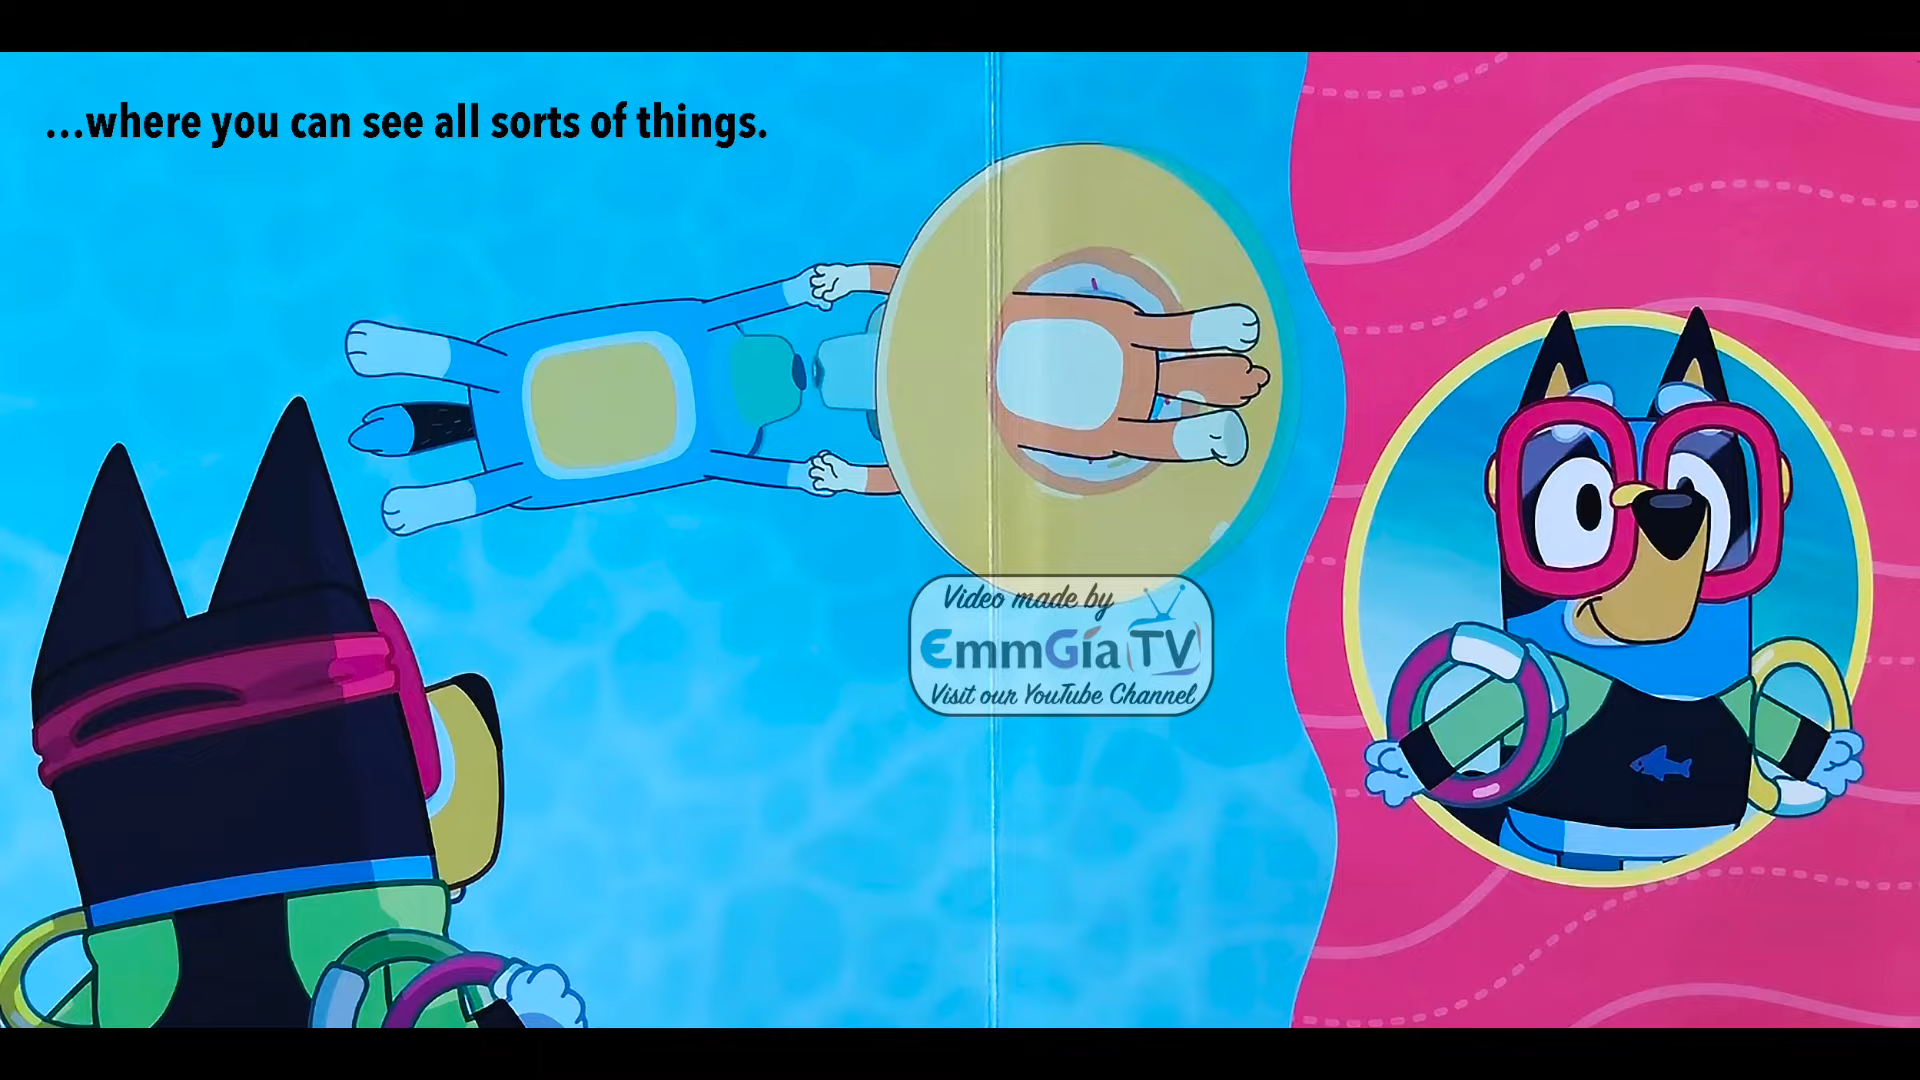 ...where you can see all sorts of things.
Video made by
EmmGia TV
Visit our YouTube Channel